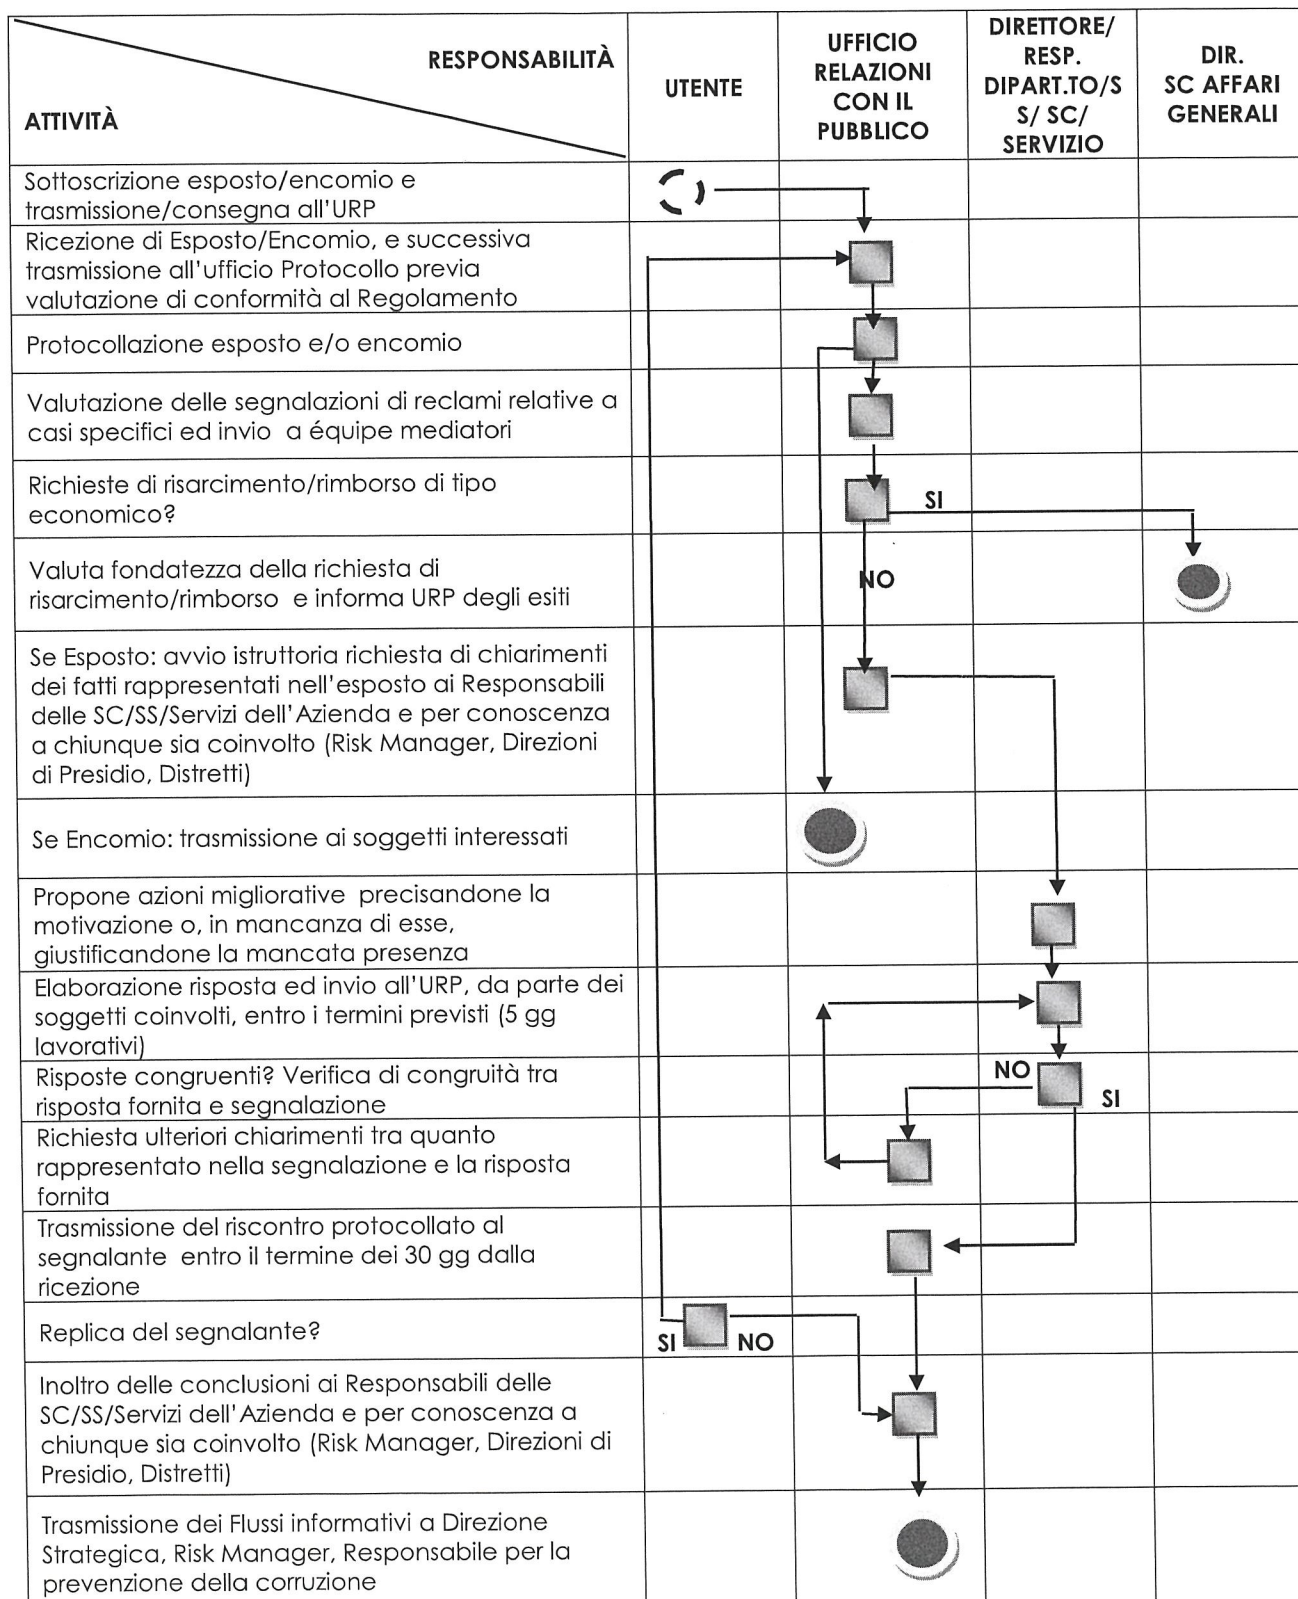 RESPONSABILITÀ
ATTIVITÀ
UTENTE
UFFICIO
RELAZIONI
CON IL
PUBBLICO
DIRETTORE/
RESP.
DIPART.TO/S
S/ SC/
SERVIZIO
DIR.
SC AFFARI
GENERALI
Sottoscrizione esposto/encomio e
trasmissione/consegna all'URP
Ricezione di Esposto/Encomio, e successiva
trasmissione all'ufficio Protocollo previa
valutazione di conformità al Regolamento
Protocollazione esposto e/o encomio
Valutazione delle segnalazioni di reclami relative a
casi specifici ed invio a équipe mediatori
Richieste di risarcimento/rimborso di tipo
economico?
SI
Valuta fondatezza della richiesta di
risarcimento/rimborso e informa URP degli esiti
NO
Se Esposto: avvio istruttoria richiesta di chiarimenti
dei fatti rappresentati nell'esposto ai Responsabili
delle SC/SS/Servizi dell'Azienda e per conoscenza
a chiunque sia coinvolto (Risk Manager, Direzioni
di Presidio, Distretti)
Se Encomio: trasmissione ai soggetti interessati
Propone azioni migliorative precisandone la
motivazione o, in mancanza di esse,
giustificandone la mancata presenza
Elaborazione risposta ed invio all'URP, da parte dei
soggetti coinvolti, entro i termini previsti (5 gg
lavorativi)
Risposte congruenti? Verifica di congruità tra
risposta fornita e segnalazione
NO
SI
Richiesta ulteriori chiarimenti tra quanto
rappresentato nella segnalazione e la risposta
fornita
Trasmissione del riscontro protocollato al
segnalante entro il termine dei 30 gg dalla
ricezione
Replica del segnalante?
SI
NO
Inoltro delle conclusioni ai Responsabili delle
SC/SS/Servizi dell'Azienda e per conoscenza a
chiunque sia coinvolto (Risk Manager, Direzioni di
Presidio, Distretti)
Trasmissione dei Flussi informativi a Direzione
Strategica, Risk Manager, Responsabile per la
prevenzione della corruzione